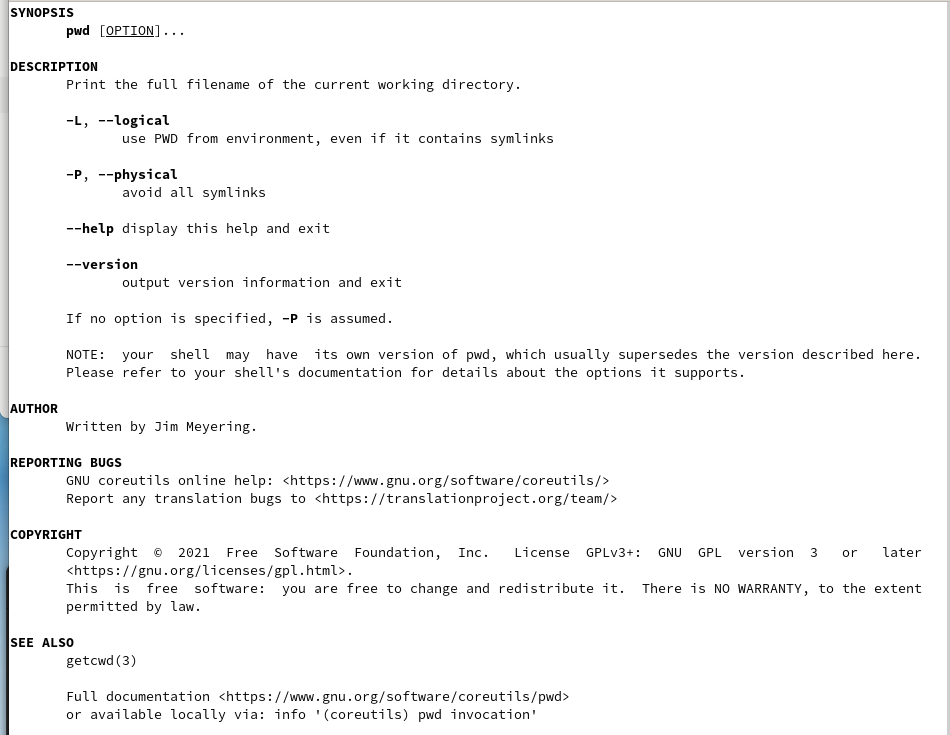 SYNOPSIS
pwd [OPTION]...
DESCRIPTION
Print the full filename of the current working directory.
-L, --logical
use PWD from environment, even if it contains symlinks
-P, --physical
avoid all symlinks
--help display this help and exit
--version
output version information and exit
If no option is specified, -P is assumed.
NOTE: your shell may have its own version of pwd, which usually supersedes the version described here.
Please refer to your shell's documentation for details about the options it supports.
AUTHOR
Written by Jim Meyering.
REPORTING BUGS
GNU coreutils online help: <https://www.gnu.org/software/coreutils/>
Report any translation bugs to <https://translationproject.org/team/>
COPYRIGHT
Copyright © 2021 Free Software Foundation, Inc. License GPLv3+: GNU GPL version 3 or later
<https://gnu.org/licenses/gpl.html>.
This is free software: you are free to change and redistribute it. There is NO WARRANTY, to the extent
permitted by law.
SEE ALSO
getcwd(3)
Full documentation <https://www.gnu.org/software/coreutils/pwd>
or available locally via: info '(coreutils) pwd invocation'